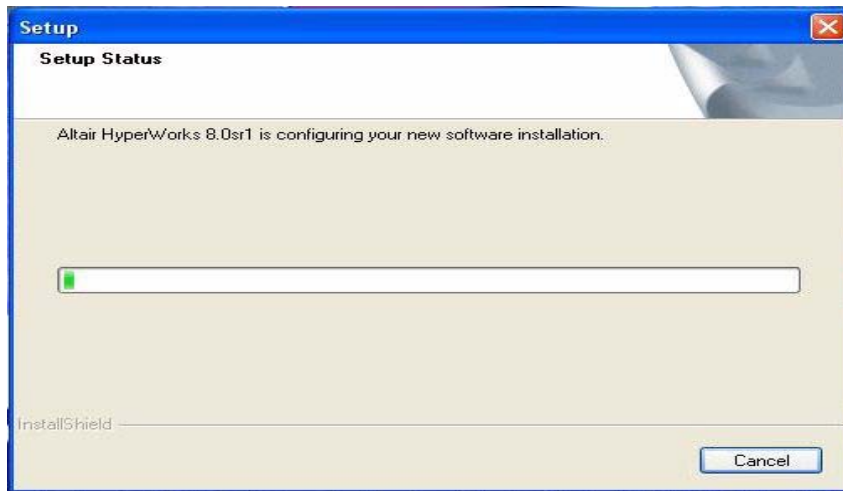 Setup
Setup Status
Altair HyperWorks 8.0sr1 is configuring your new software installation.
InstallShield
Cancel